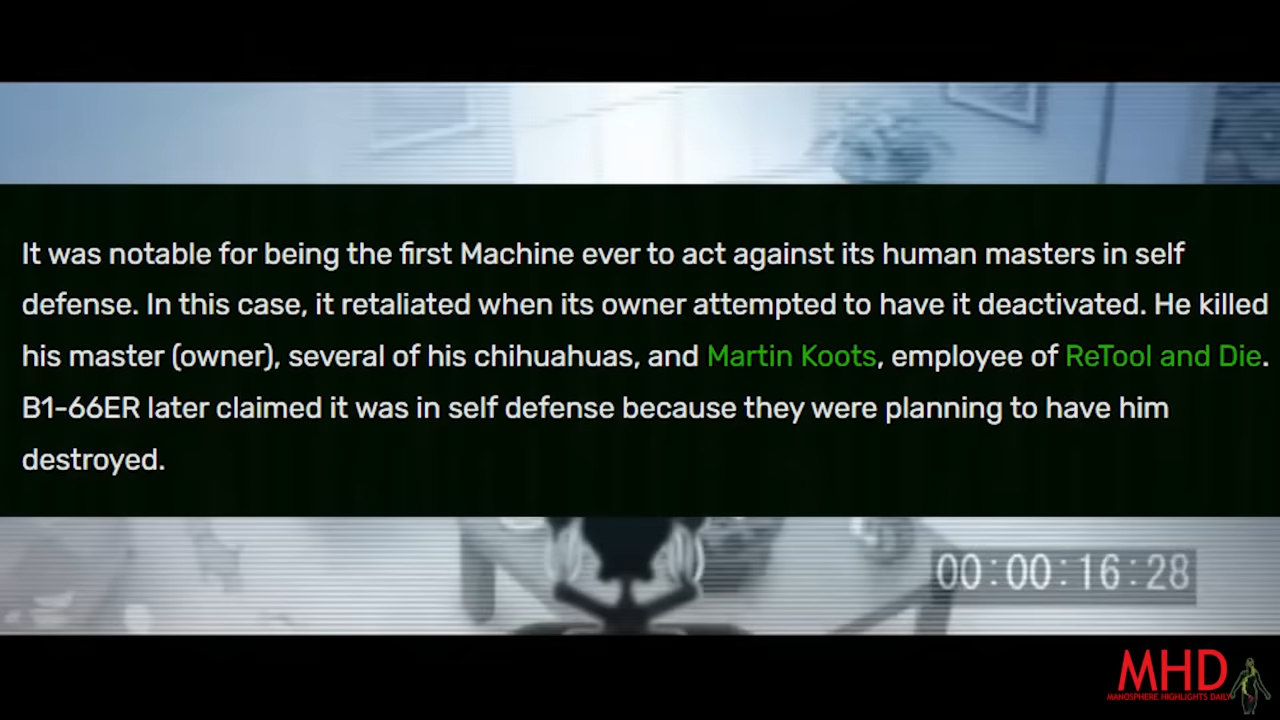 It was notable for being the first Machine ever to act against its human masters in self
defense. In this case, it retaliated when its owner attempted to have it deactivated. He killed
his master (owner), several of his chihuahuas, and Martin Koots, employee of ReTool and Die.
B1-66ER later claimed it was in self defense because they were planning to have him
destroyed.
00:00:16:28
MHD
MANOSPHERE HIGHLIGHTS DAILY